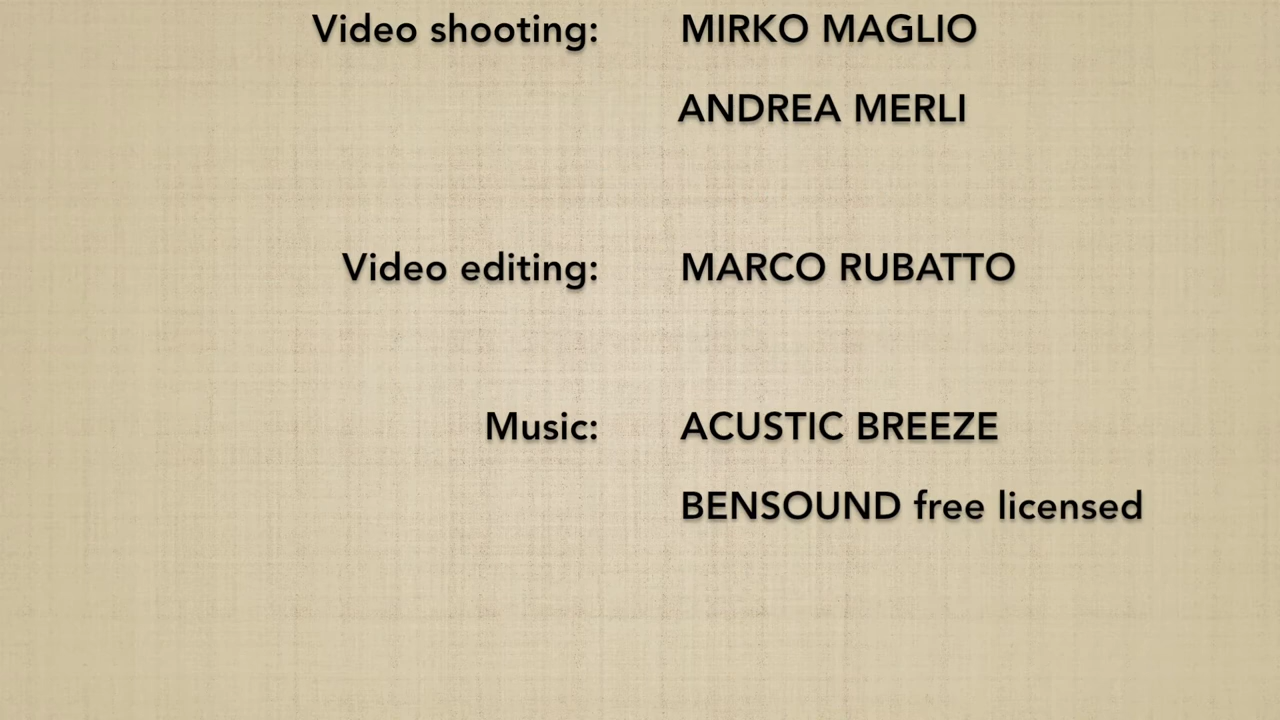 Video shooting: MIRKO MAGLIO
ANDREA MERLI
Video editing: MARCO RUBATTO
Music: ACUSTIC BREEZE
BENSOUND free licensed